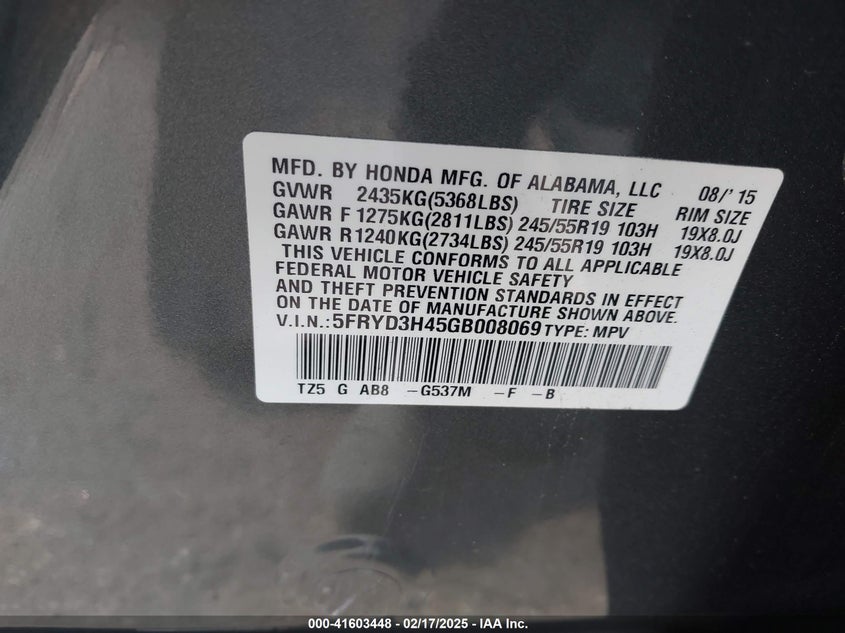 MFD. BY HONDA MFG. OF ALABAMA, LLC 08/'15
GVWR 2435KG(5368LBS) TIRE SIZE RIM SIZE
GAWR F 1275KG(2811LBS) 245/55R19 103H 19X8.0J
GAWR R1240KG(2734LBS) 245/55R19 103H 19X8.0J
THIS VEHICLE CONFORMS TO ALL APPLICABLE
FEDERAL MOTOR VEHICLE SAFETY
AND THEFT PREVENTION STANDARDS IN EFFECT
ON THE DATE OF MANUFACTURE SHOWN ABOVE.
V.I.N.:5FRYD3H45GB008069 TYPE: MPV
TZ5 G AB8 -G537M -F -B
000-41603448 - 02/17/2025 - IAA Inc.